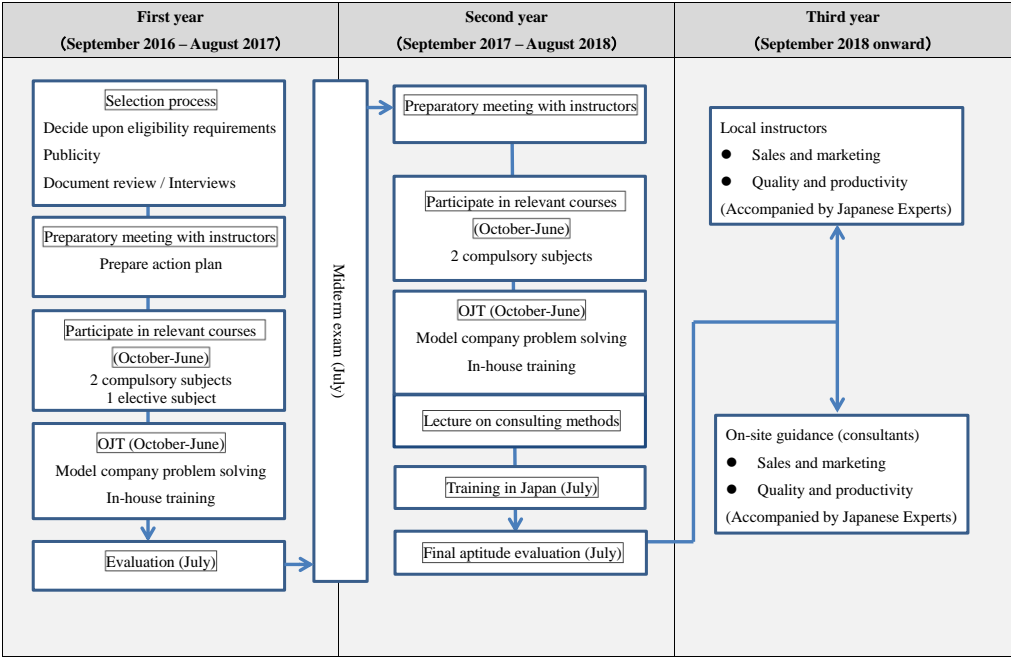 First year
(September 2016 – August 2017)
Second year
(September 2017 – August 2018)
Third year
(September 2018 onward)
Selection process
Decide upon eligibility requirements
Publicity
Document review / Interviews
Preparatory meeting with instructors
Prepare action plan
Participate in relevant courses
(October-June)
2 compulsory subjects
1 elective subject
OJT (October-June)
Model company problem solving
In-house training
Evaluation (July)
Midterm exam (July)
Preparatory meeting with instructors
Participate in relevant courses
(October-June)
2 compulsory subjects
OJT (October-June)
Model company problem solving
In-house training
Lecture on consulting methods
Training in Japan (July)
Final aptitude evaluation (July)
Local instructors
● Sales and marketing
● Quality and productivity
(Accompanied by Japanese Experts)
On-site guidance (consultants)
● Sales and marketing
● Quality and productivity
(Accompanied by Japanese Experts)